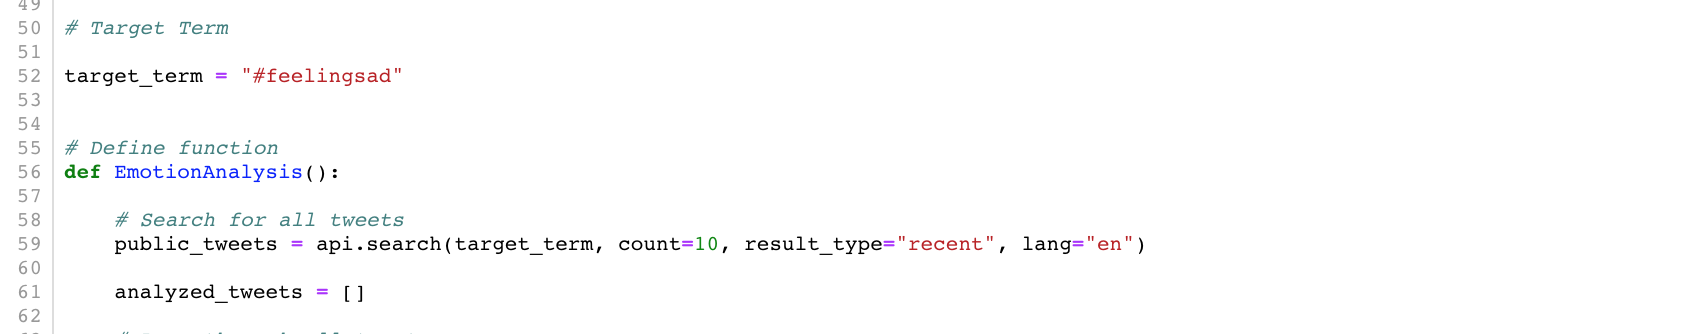 49
50 # Target Term
51
52 target_term = "#feelingsad"
53
54
55 # Define function
56 def EmotionAnalysis():
57
58     # Search for all tweets
59     public_tweets = api.search(target_term, count=10, result_type="recent", lang="en")
60
61     analyzed_tweets = []
62